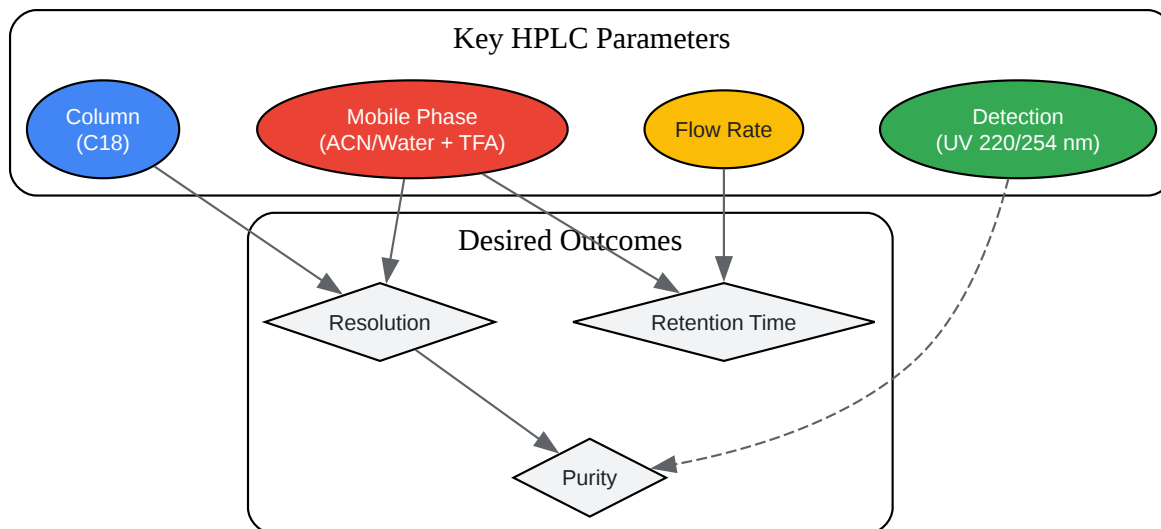 Key HPLC Parameters
Column
(C18)
Mobile Phase
(ACN/Water + TFA)
Flow Rate
Detection
(UV 220/254 nm)
Desired Outcomes
Resolution
Retention Time
Purity